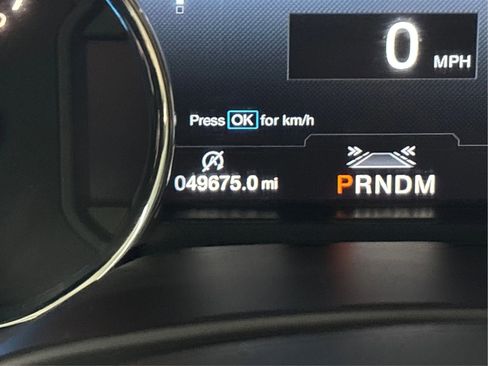 0
MPH
Press OK for km/h
049675.0 mi
PRNDM